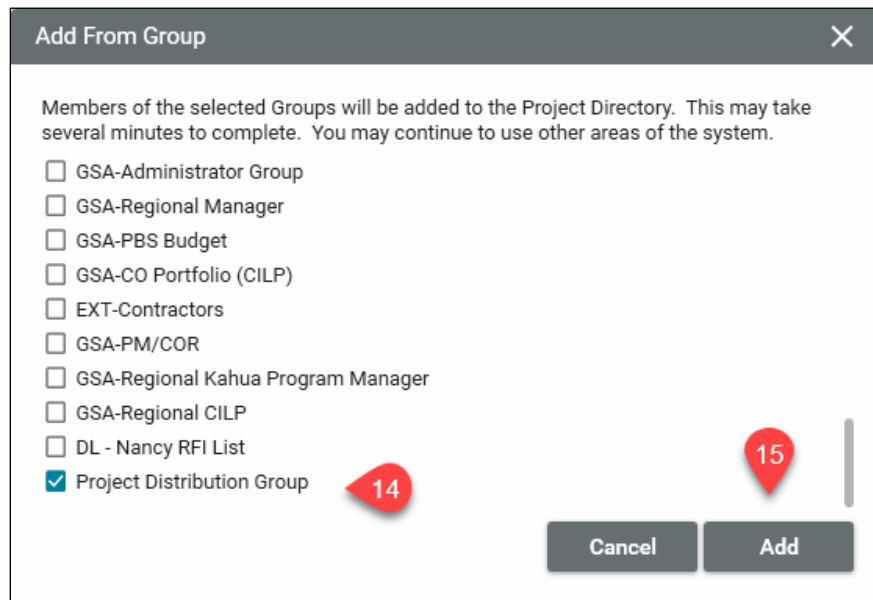 Add From Group
Members of the selected Groups will be added to the Project Directory. This may take
several minutes to complete. You may continue to use other areas of the system.
GSA-Administrator Group
GSA-Regional Manager
GSA-PBS Budget
GSA-CO Portfolio (CILP)
EXT-Contractors
GSA-PM/COR
GSA-Regional Kahua Program Manager
GSA-Regional CILP
DL - Nancy RFI List
Project Distribution Group
14
15
Cancel
Add